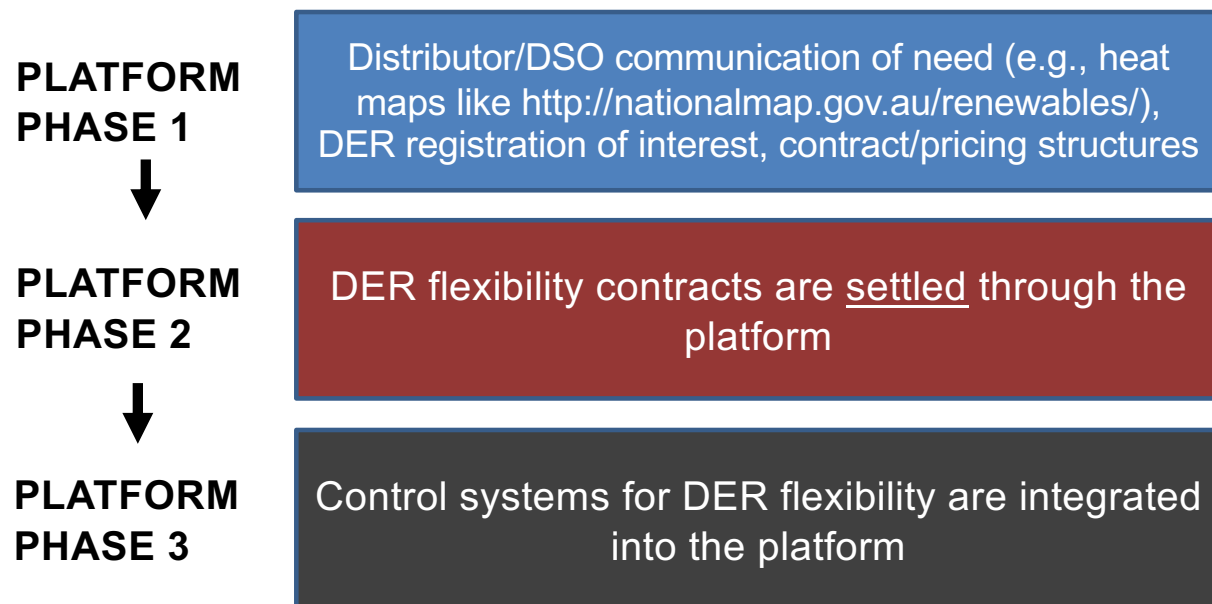 PLATFORM
PHASE 1
Distributor/DSO communication of need (e.g., heat
maps like http://nationalmap.gov.au/renewables/),
DER registration of interest, contract/pricing structures
PLATFORM
PHASE 2
DER flexibility contracts are settled through the
platform
PLATFORM
PHASE 3
Control systems for DER flexibility are integrated
into the platform